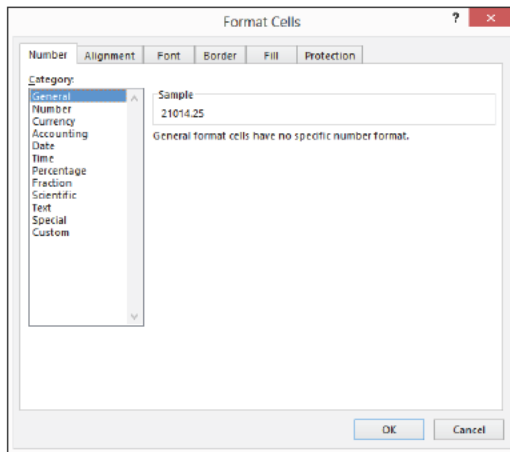 Format Cells
?
Number Alignment Font Border Fill Protection
Category:
General
Number
Currency
Accounting
Date
Time
Percentage
Fraction
Scientific
Text
Special
Custom
Sample
21014.25
General format cells have no specific number format.
OK Cancel